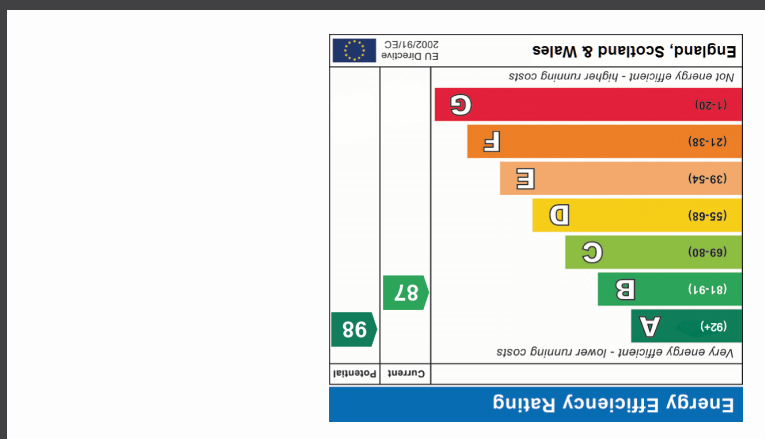 Energy Efficiency Rating
Current Potential
Very energy efficient - lower running costs
(92+) A
(81-91) B
(69-80) C
(55-68) D
(39-54) E
(21-38) F
(1-20) G
87
98
Not energy efficient - higher running costs
England, Scotland & Wales
EU Directive
2002/91/EC